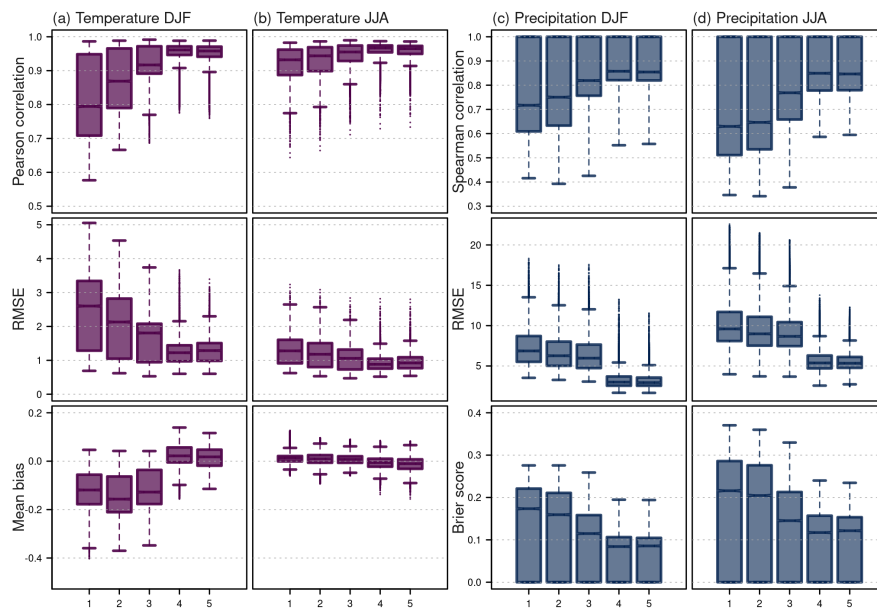 (a) Temperature DJF
(b) Temperature JJA
(c) Precipitation DJF
(d) Precipitation JJA
Pearson correlation
1.0
0.9
0.8
0.7
0.6
0.5
Spearman correlation
1.0
0.9
0.8
0.7
0.6
0.5
0.4
0.3
RMSE
5
4
3
2
1
0
RMSE
20
15
10
5
Mean bias
0.2
0.0
-0.2
-0.4
Brier score
0.4
0.3
0.2
0.1
0.0
1 2 3 4 5
1 2 3 4 5
1 2 3 4 5
1 2 3 4 5